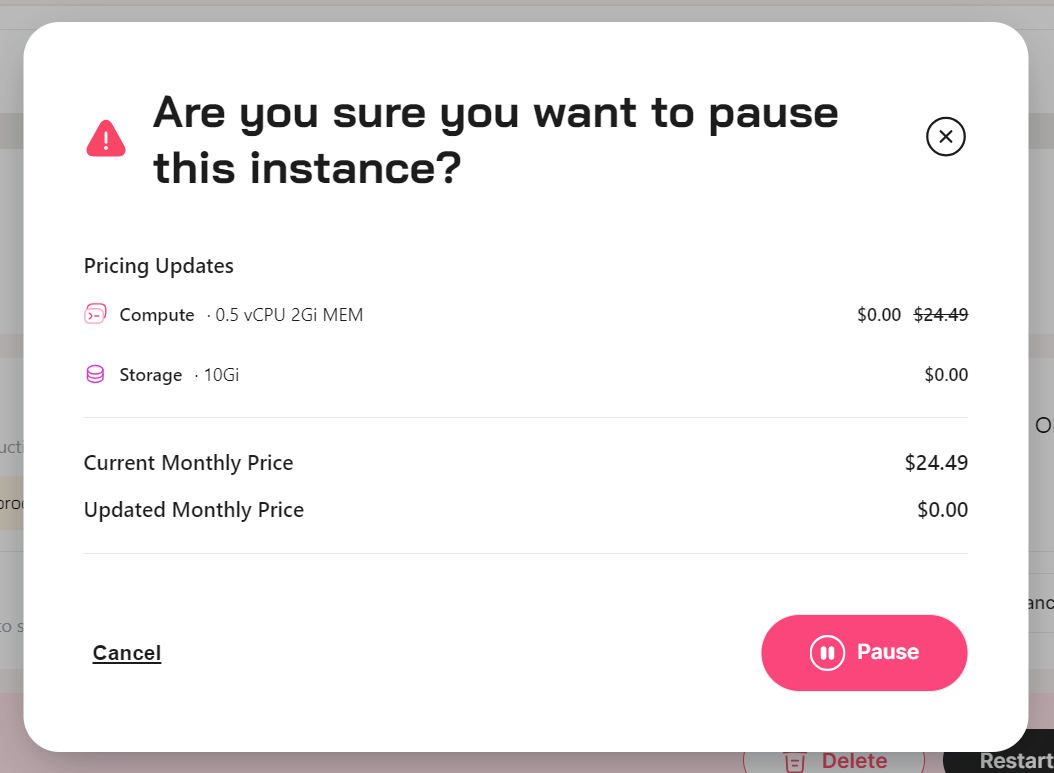 Are you sure you want to pause
this instance?
Pricing Updates
Compute · 0.5 vCPU 2Gi MEM $0.00 $24.49
Storage · 10Gi $0.00
Current Monthly Price $24.49
Updated Monthly Price $0.00
Cancel
Pause
Delete
Restart